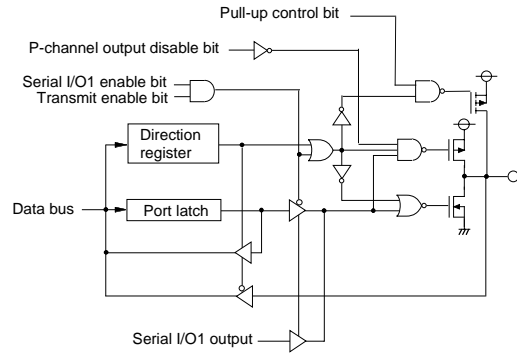 Pull-up control bit
P-channel output disable bit
Serial I/O1 enable bit
Transmit enable bit
Direction
register
Data bus
Port latch
Serial I/O1 output